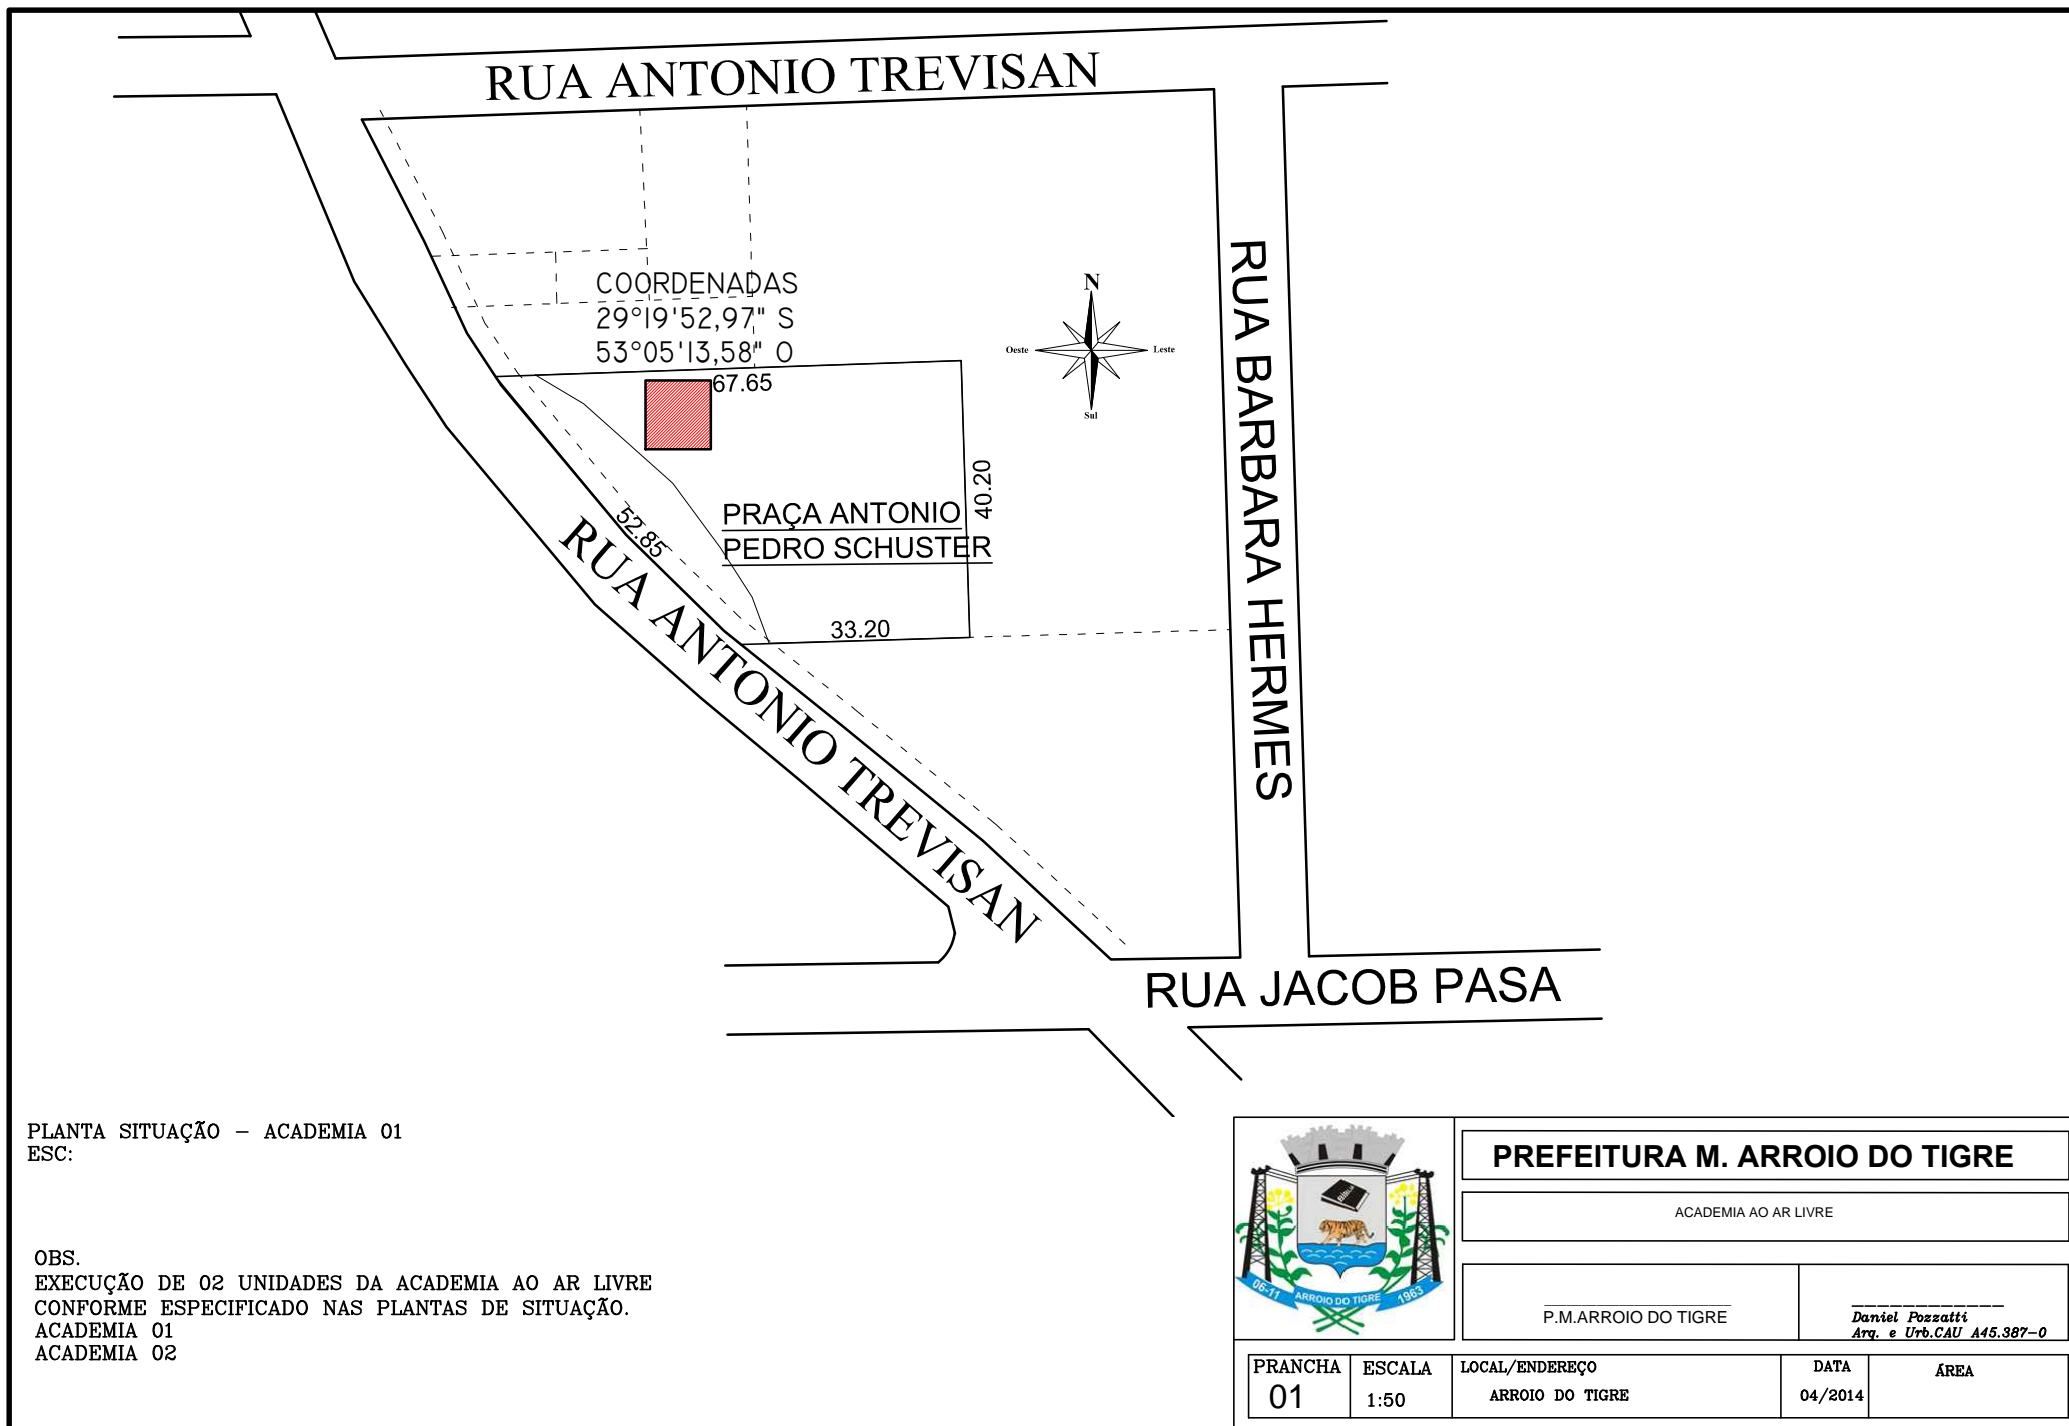 RUA ANTONIO TREVISAN
COORDENADAS
29°19'52,97" S
53°05'13,58" O
67.65
N
Oeste
Leste
Sul
RUA BARBARA HERMES
40.20
PRAÇA ANTONIO
PEDRO SCHUSTER
52.85
33.20
RUA ANTONIO TREVISAN
RUA JACOB PASA
PLANTA SITUAÇÃO - ACADEMIA 01
ESC:
OBS.
EXECUÇÃO DE 02 UNIDADES DA ACADEMIA AO AR LIVRE
CONFORME ESPECIFICADO NAS PLANTAS DE SITUAÇÃO.
ACADEMIA 01
ACADEMIA 02
BÍBLIA
06-11 ARROIO DO TIGRE 1963
PREFEITURA M. ARROIO DO TIGRE
ACADEMIA AO AR LIVRE
P.M.ARROIO DO TIGRE
Daniel Pozzatti
Arq. e Urb.CAU A45.387-0
PRANCHA
01
ESCALA
1:50
LOCAL/ENDEREÇO
ARROIO DO TIGRE
DATA
04/2014
ÁREA